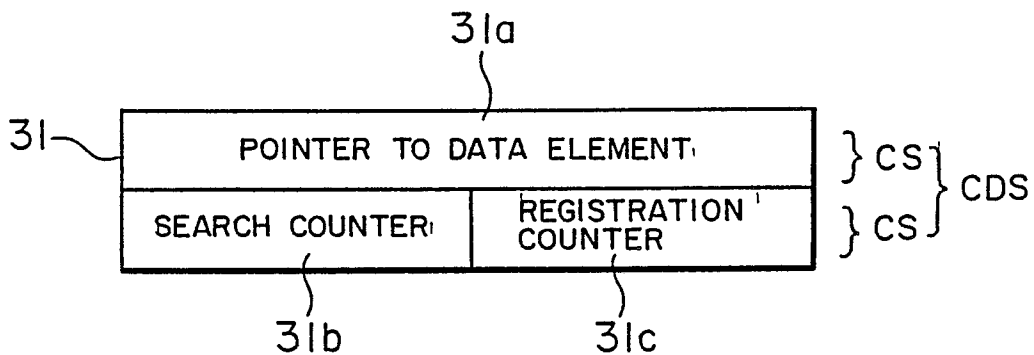 31a
31
POINTER TO DATA ELEMENT
CS
CDS
SEARCH COUNTER
REGISTRATION
COUNTER
CS
31b
31c